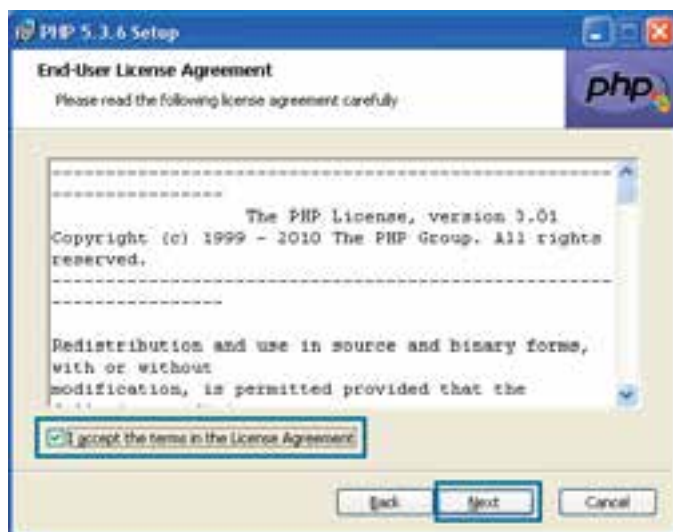 PHP 5.3.6 Setup
End-User License Agreement
Please read the following license agreement carefully
php
-------------------------------------------------------
----------------
The PHP License, version 3.01
Copyright (c) 1999 - 2010 The PHP Group. All rights
reserved.
-------------------------------------------------------
----------------
Redistribution and use in source and binary forms,
with or without
modification, is permitted provided that the
I accept the terms in the License Agreement
Back
Next
Cancel